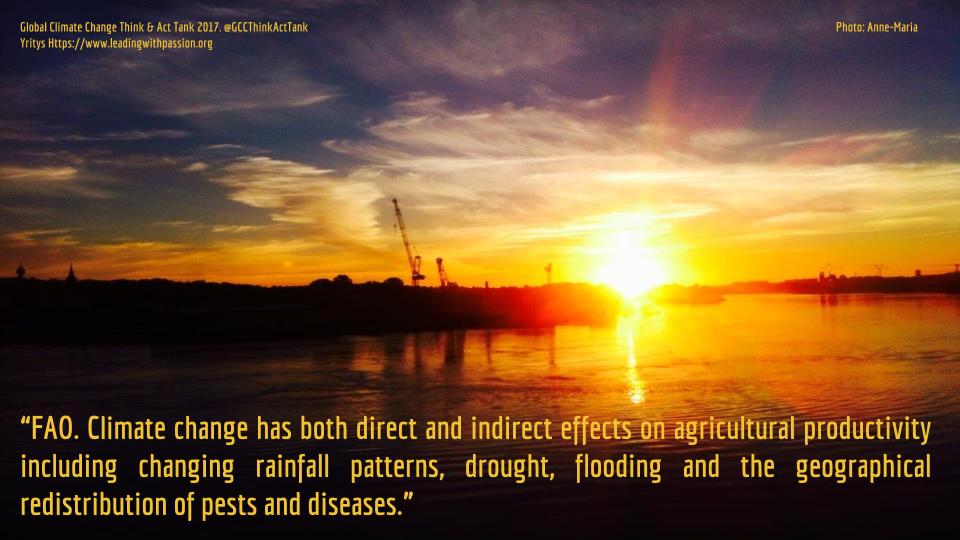 Global Climate Change Think & Act Tank 2017. @GCCThinkActTank
Yritys Https://www.leadingwithpassion.org
Photo: Anne-Maria
“FAO. Climate change has both direct and indirect effects on agricultural productivity
including changing rainfall patterns, drought, flooding and the geographical
redistribution of pests and diseases.”